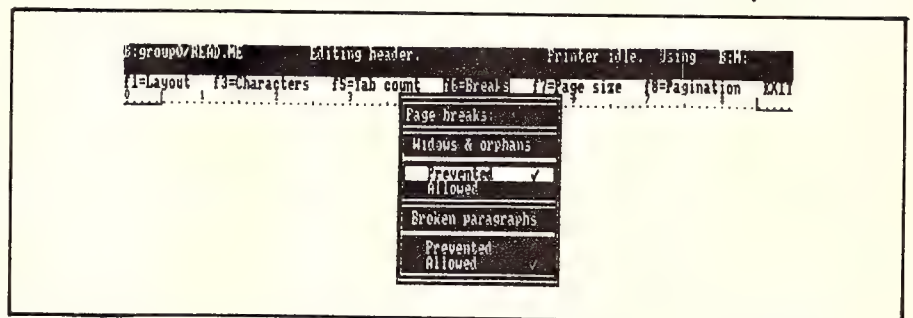 B:group0/READ.ME Editing header. Printer idle. Using B:M:
f1=Layout f3=Characters f5=Tab count f6=Breaks f7=Page size f8=Pagination EXIT
Page breaks:
Widows & orphans
Prevented ✓
Allowed
Broken paragraphs
Prevented
Allowed ✓